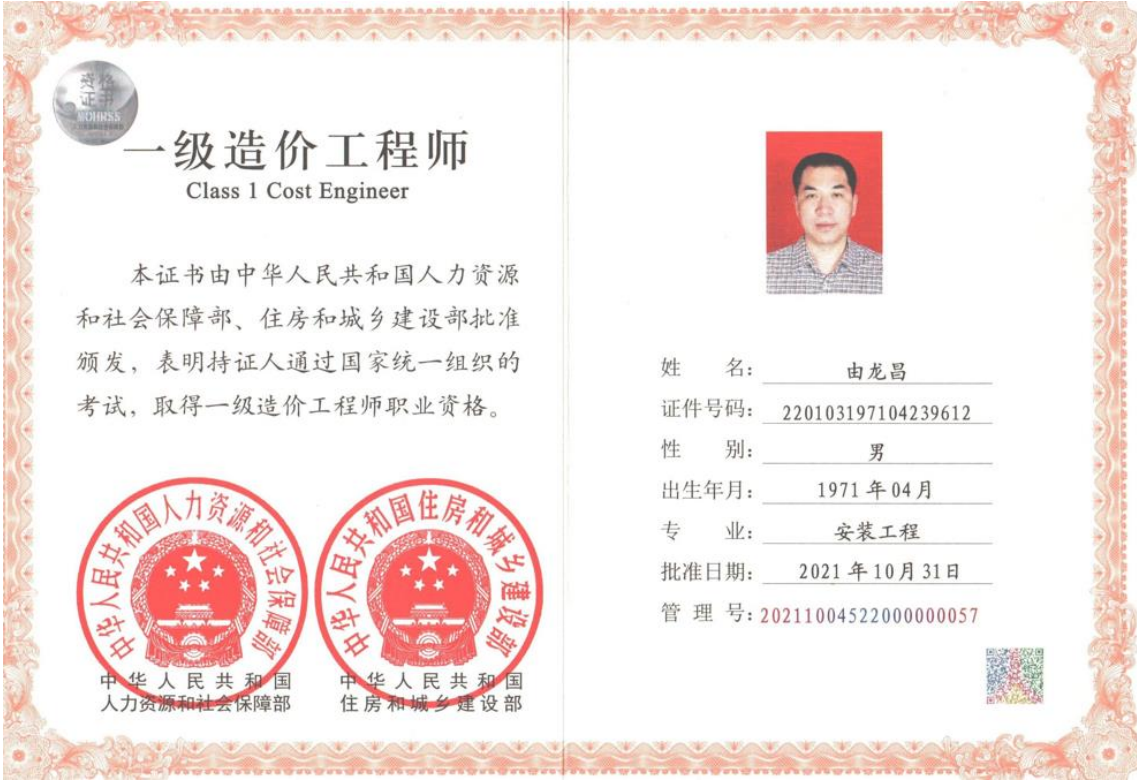 资格
证书
MOHRSS
一级造价工程师
Class 1 Cost Engineer
本证书由中华人民共和国人力资源
和社会保障部、住房和城乡建设部批准
颁发，表明持证人通过国家统一组织的
考试，取得一级造价工程师职业资格。
中华人民共和国人力资源和社会保障部
中华人民共和国住房和城乡建设部
中华人民共和国
人力资源和社会保障部
中华人民共和国
住房和城乡建设部
姓 名：由龙昌
证件号码：220103197104239612
性 别：男
出生年月：1971年04月
专 业：安装工程
批准日期：2021年10月31日
管 理 号：20211004522000000057